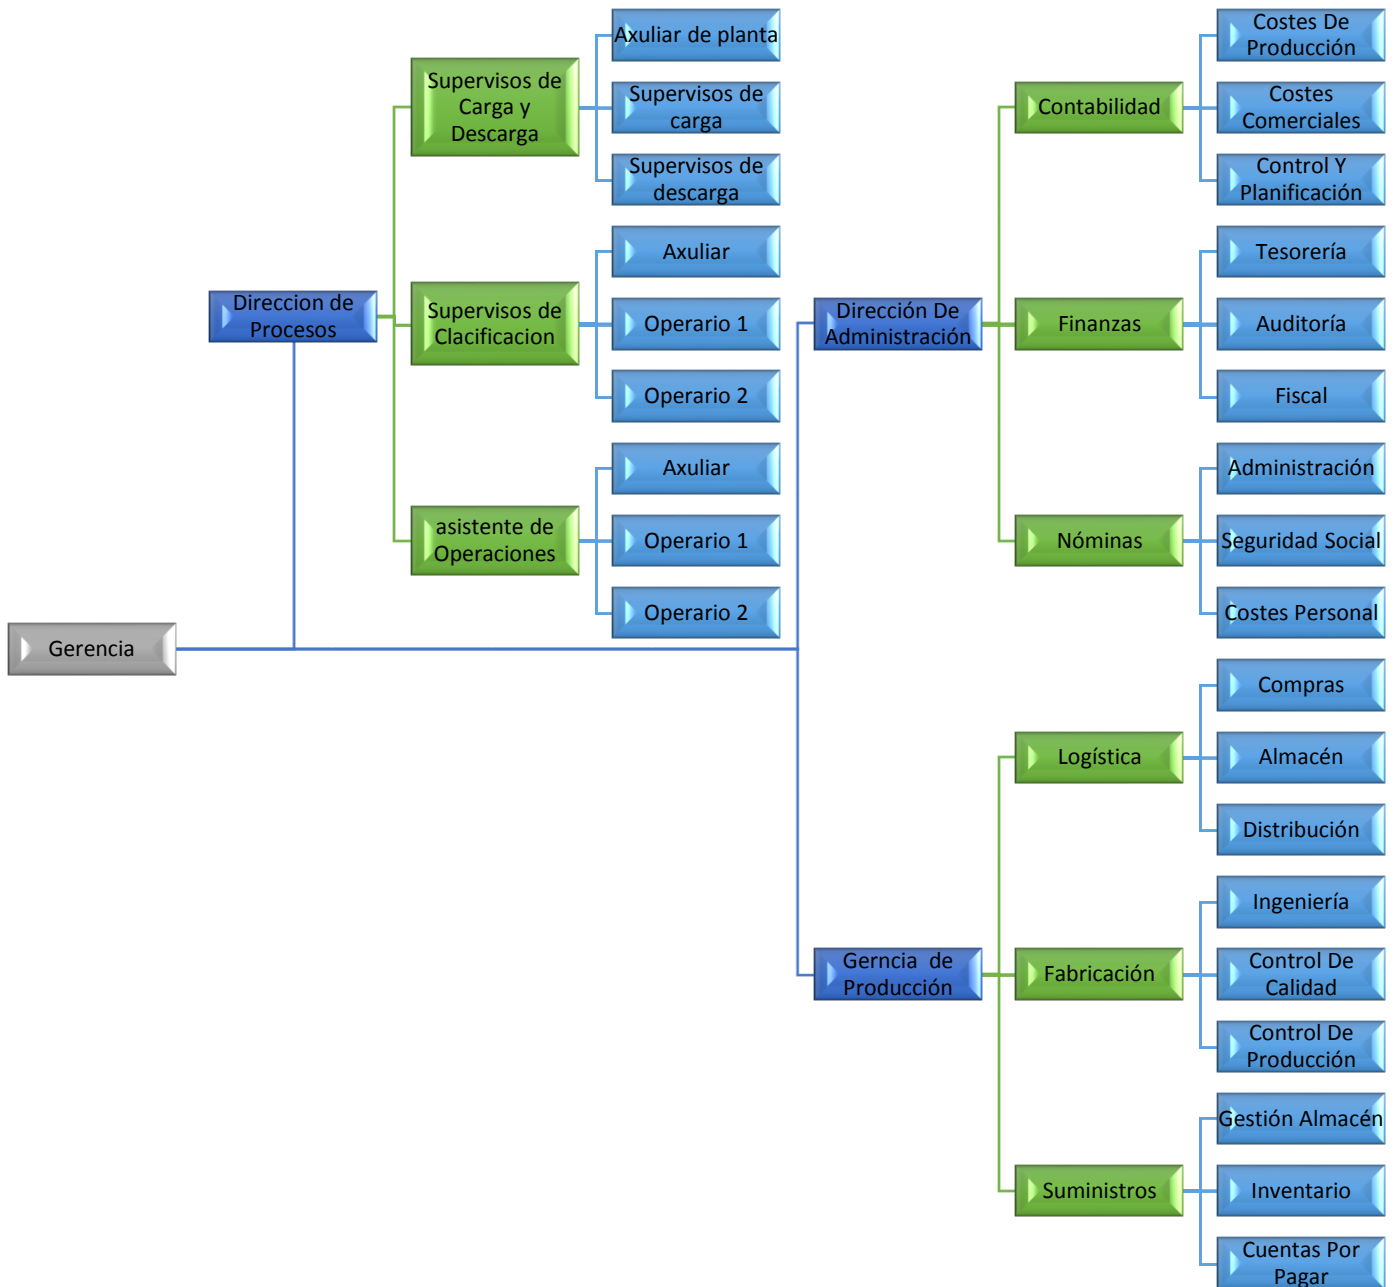 Gerencia
Direccion de
Procesos
Supervisos de
Carga y
Descarga
Axuliar de planta
Supervisos de
carga
Supervisos de
descarga
Supervisos de
Clacificacion
Axuliar
Operario 1
Operario 2
asistente de
Operaciones
Axuliar
Operario 1
Operario 2
Dirección De
Administración
Contabilidad
Costes De
Producción
Costes
Comerciales
Control Y
Planificación
Finanzas
Tesorería
Auditoría
Fiscal
Nóminas
Administración
Seguridad Social
Costes Personal
Gerncia de
Producción
Logística
Compras
Almacén
Distribución
Fabricación
Ingeniería
Control De
Calidad
Control De
Producción
Suministros
Gestión Almacén
Inventario
Cuentas Por
Pagar